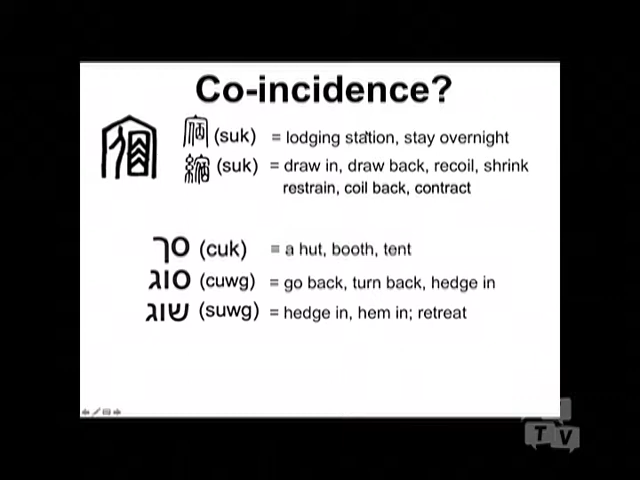 Co-incidence?
(suk) = lodging station, stay overnight
(suk) = draw in, draw back, recoil, shrink
restrain, coil back, contract
סך (cuk) = a hut, booth, tent
סוג (cuwg) = go back, turn back, hedge in
שוג (suwg) = hedge in, hem in; retreat
TV